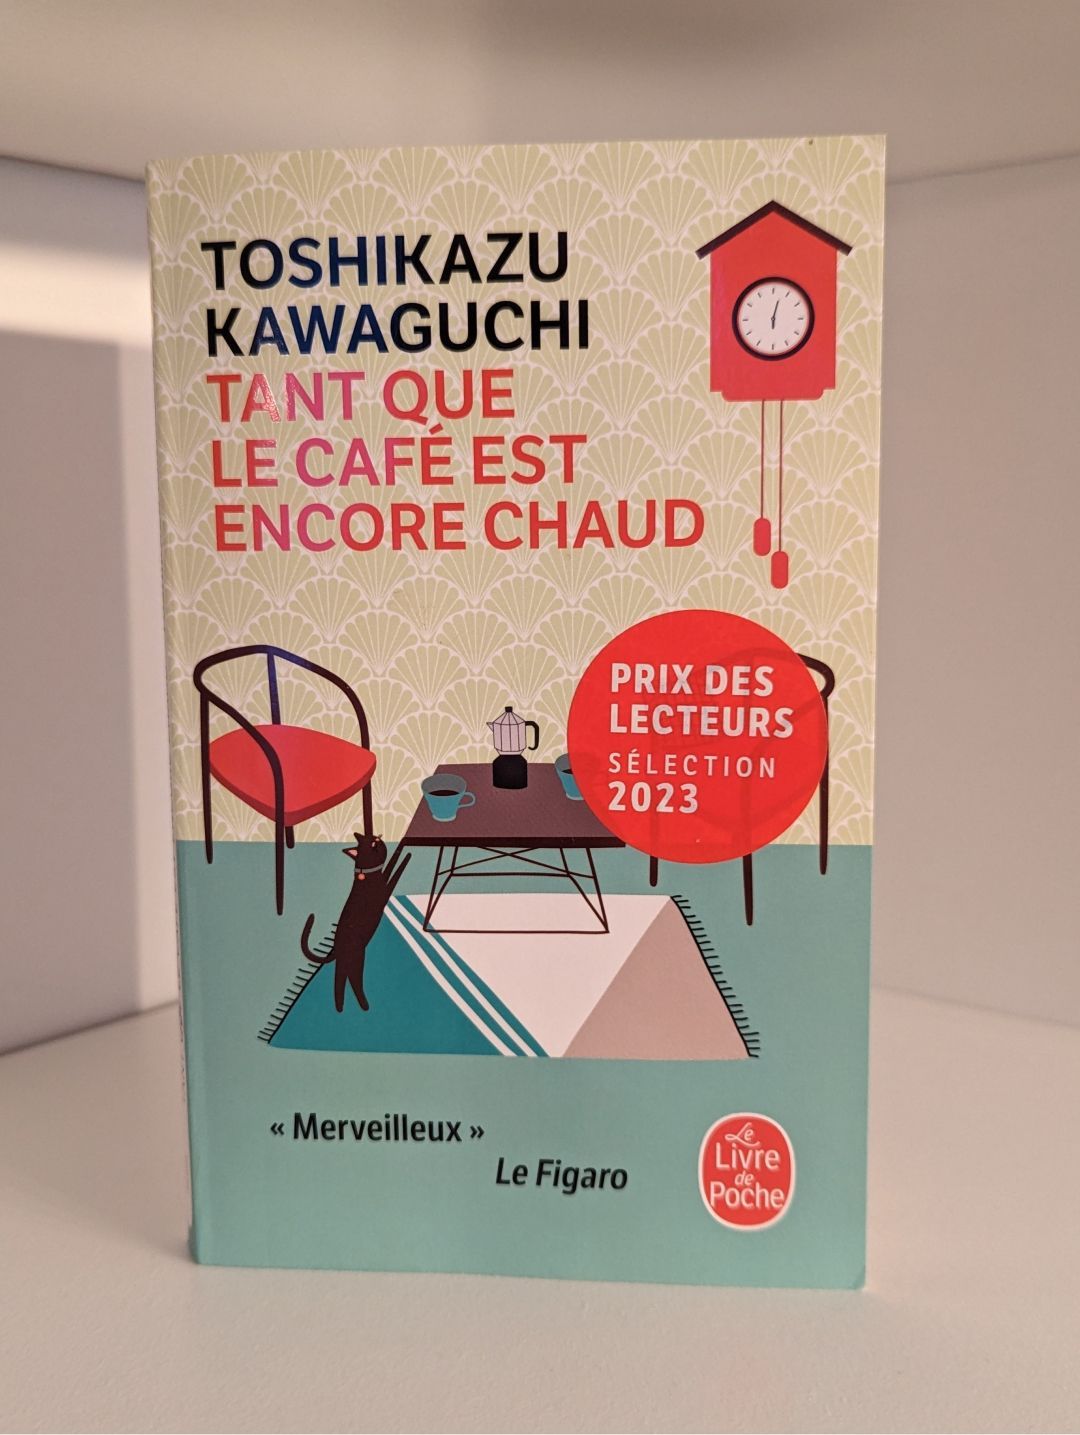 TOSHIKAZU
KAWAGUCHI
TANT QUE
LE CAFÉ EST
ENCORE CHAUD
PRIX DES
LECTEURS
SÉLECTION
2023
« Merveilleux »
Le Figaro
Le
Livre
de
Poche